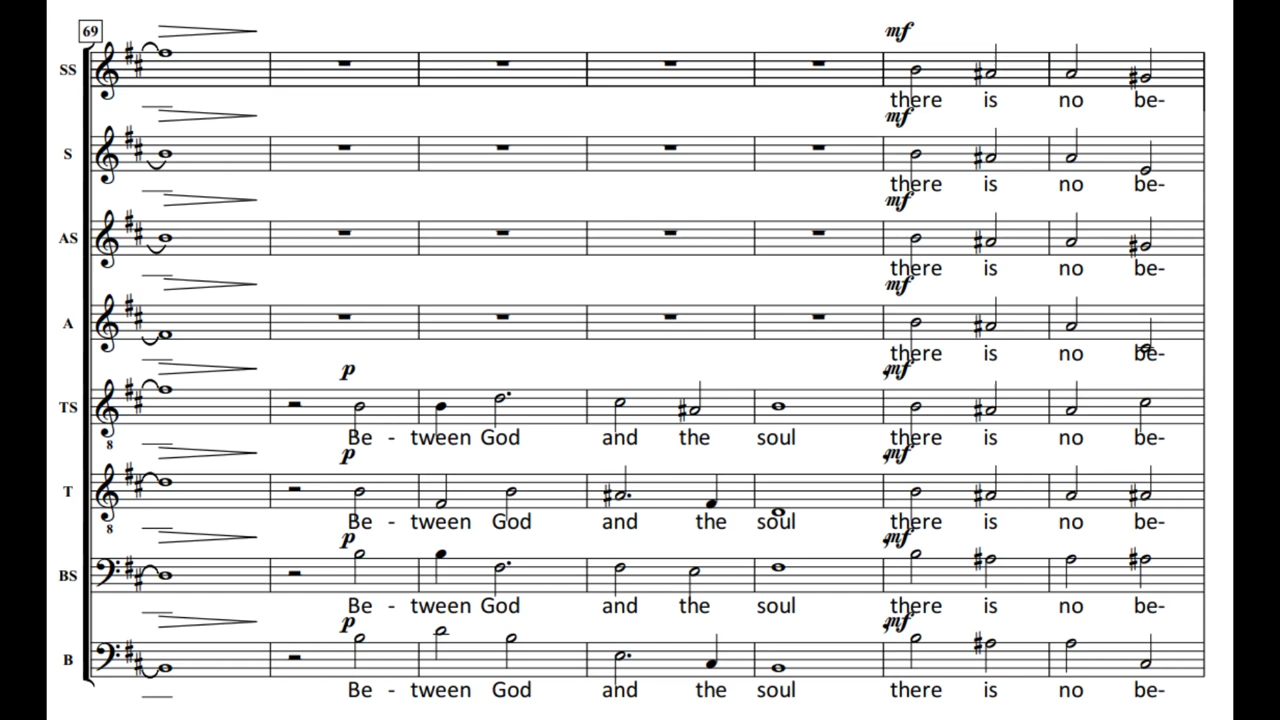 69
mf
SS
there is no be-
mf
S
there is no be-
mf
AS
there is no be-
mf
A
there is no be-
p mf
TS
8
Be - tween God and the soul there is no be-
p mf
T
8
Be - tween God and the soul there is no be-
p mf
BS
Be - tween God and the soul there is no be-
p mf
B
Be - tween God and the soul there is no be-